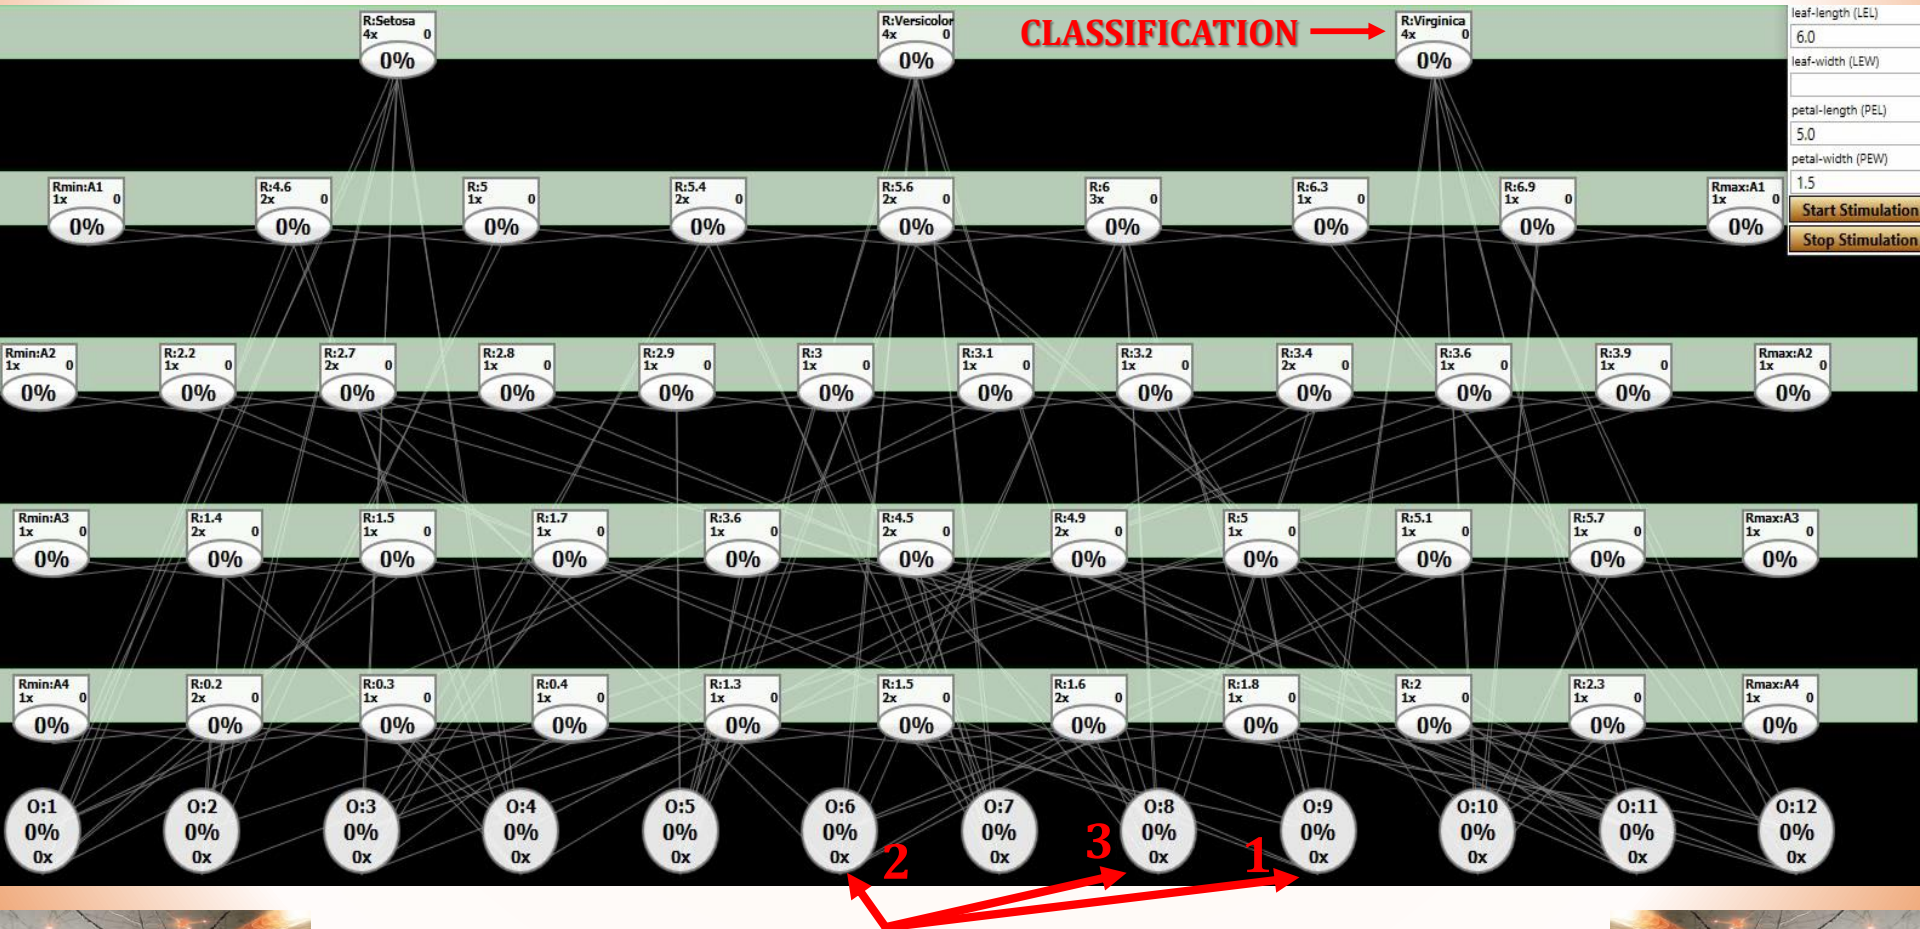 R:Setosa
4x 0
0%
R:Versicolor
4x 0
0%
CLASSIFICATION
R:Virginica
4x 0
0%
leaf-length (LEL)
6.0
leaf-width (LEW)
petal-length (PEL)
5.0
petal-width (PEW)
1.5
Start Stimulation
Stop Stimulation
Rmin:A1
1x 0
0%
R:4.6
2x 0
0%
R:5
1x 0
0%
R:5.4
2x 0
0%
R:5.6
2x 0
0%
R:6
3x 0
0%
R:6.3
1x 0
0%
R:6.9
1x 0
0%
Rmax:A1
1x 0
0%
Rmin:A2
1x 0
0%
R:2.2
1x 0
0%
R:2.7
2x 0
0%
R:2.8
1x 0
0%
R:2.9
1x 0
0%
R:3
1x 0
0%
R:3.1
1x 0
0%
R:3.2
1x 0
0%
R:3.4
2x 0
0%
R:3.6
1x 0
0%
R:3.9
1x 0
0%
Rmax:A2
1x 0
0%
Rmin:A3
1x 0
0%
R:1.4
2x 0
0%
R:1.5
1x 0
0%
R:1.7
1x 0
0%
R:3.6
1x 0
0%
R:4.5
2x 0
0%
R:4.9
2x 0
0%
R:5
1x 0
0%
R:5.1
1x 0
0%
R:5.7
1x 0
0%
Rmax:A3
1x 0
0%
Rmin:A4
1x 0
0%
R:0.2
2x 0
0%
R:0.3
1x 0
0%
R:0.4
1x 0
0%
R:1.3
1x 0
0%
R:1.5
2x 0
0%
R:1.6
2x 0
0%
R:1.8
1x 0
0%
R:2
1x 0
0%
R:2.3
1x 0
0%
Rmax:A4
1x 0
0%
O:1
0%
0x
O:2
0%
0x
O:3
0%
0x
O:4
0%
0x
O:5
0%
0x
O:6
0%
0x
2
O:7
0%
0x
3
O:8
0%
0x
1
O:9
0%
0x
O:10
0%
0x
O:11
0%
0x
O:12
0%
0x